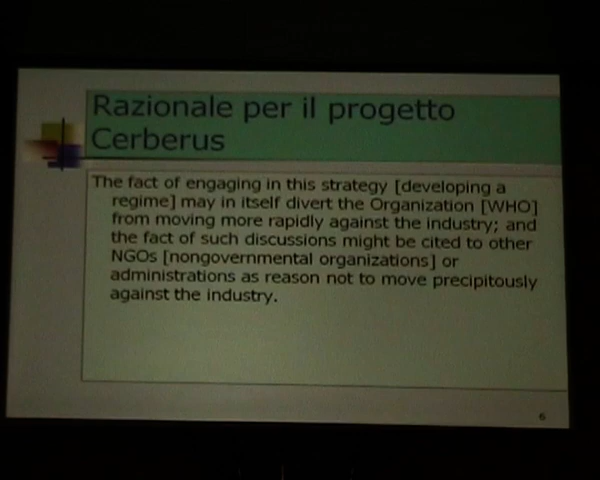 Razionale per il progetto
Cerberus
The fact of engaging in this strategy [developing a
regime] may in itself divert the Organization [WHO]
from moving more rapidly against the industry; and
the fact of such discussions might be cited to other
NGOs [nongovernmental organizations] or
administrations as reason not to move precipitously
against the industry.
6